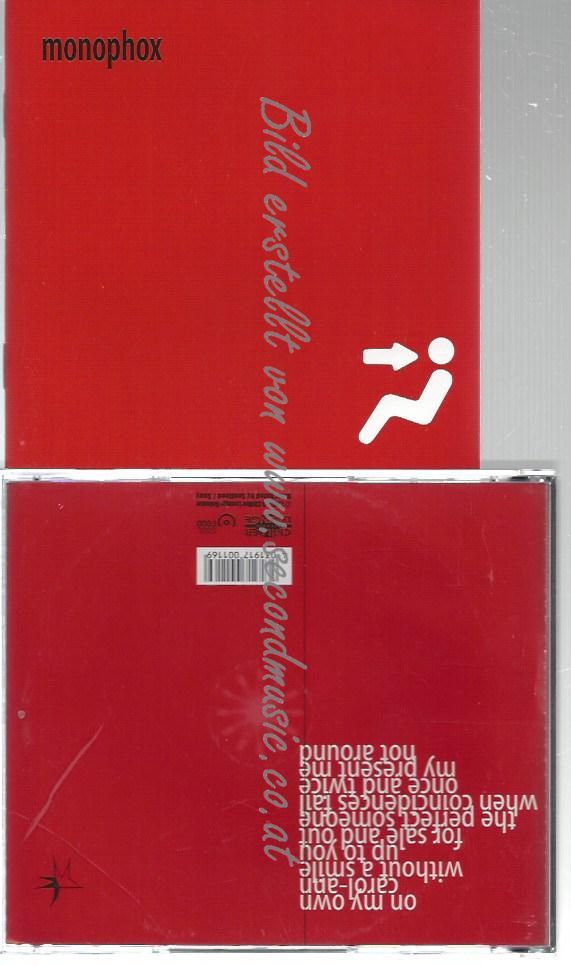 monophox
Bild erstellt von www.secondmusic.co.at
on my own
carol-ann
without a smile
up to you
for sale and out
the perfect someone
when coincidences fail
once and twice
my present me
not around